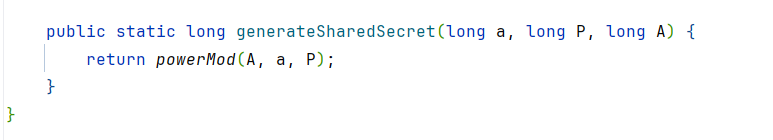 public static long generateSharedSecret(long a, long P, long A) {
return powerMod(A, a, P);
}
}